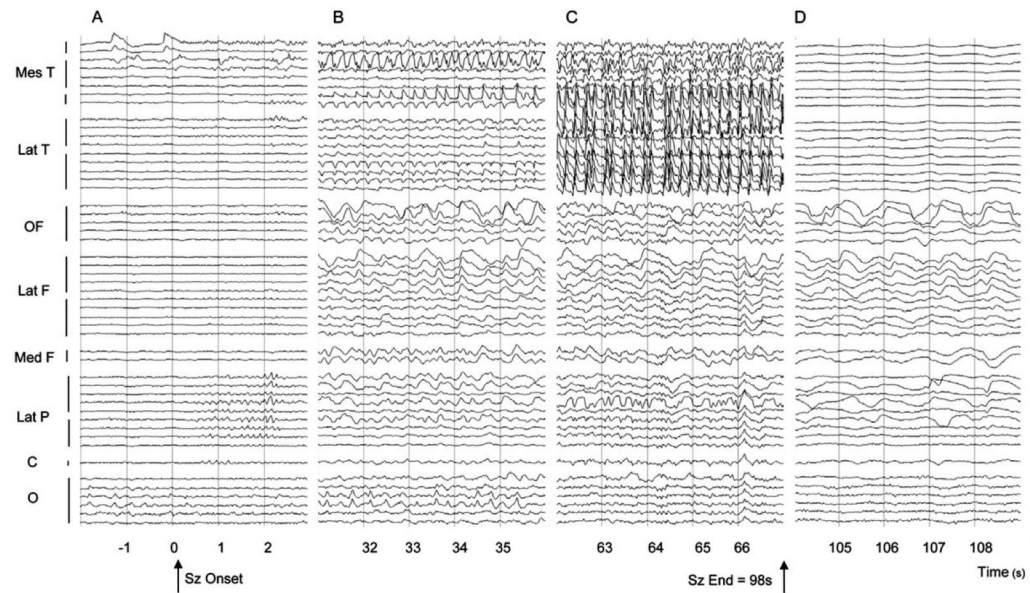 A B C D
Mes T
Lat T
OF
Lat F
Med F
Lat P
C
O
-1 0 1 2 32 33 34 35 63 64 65 66 105 106 107 108
Sz Onset Sz End = 98s Time (s)